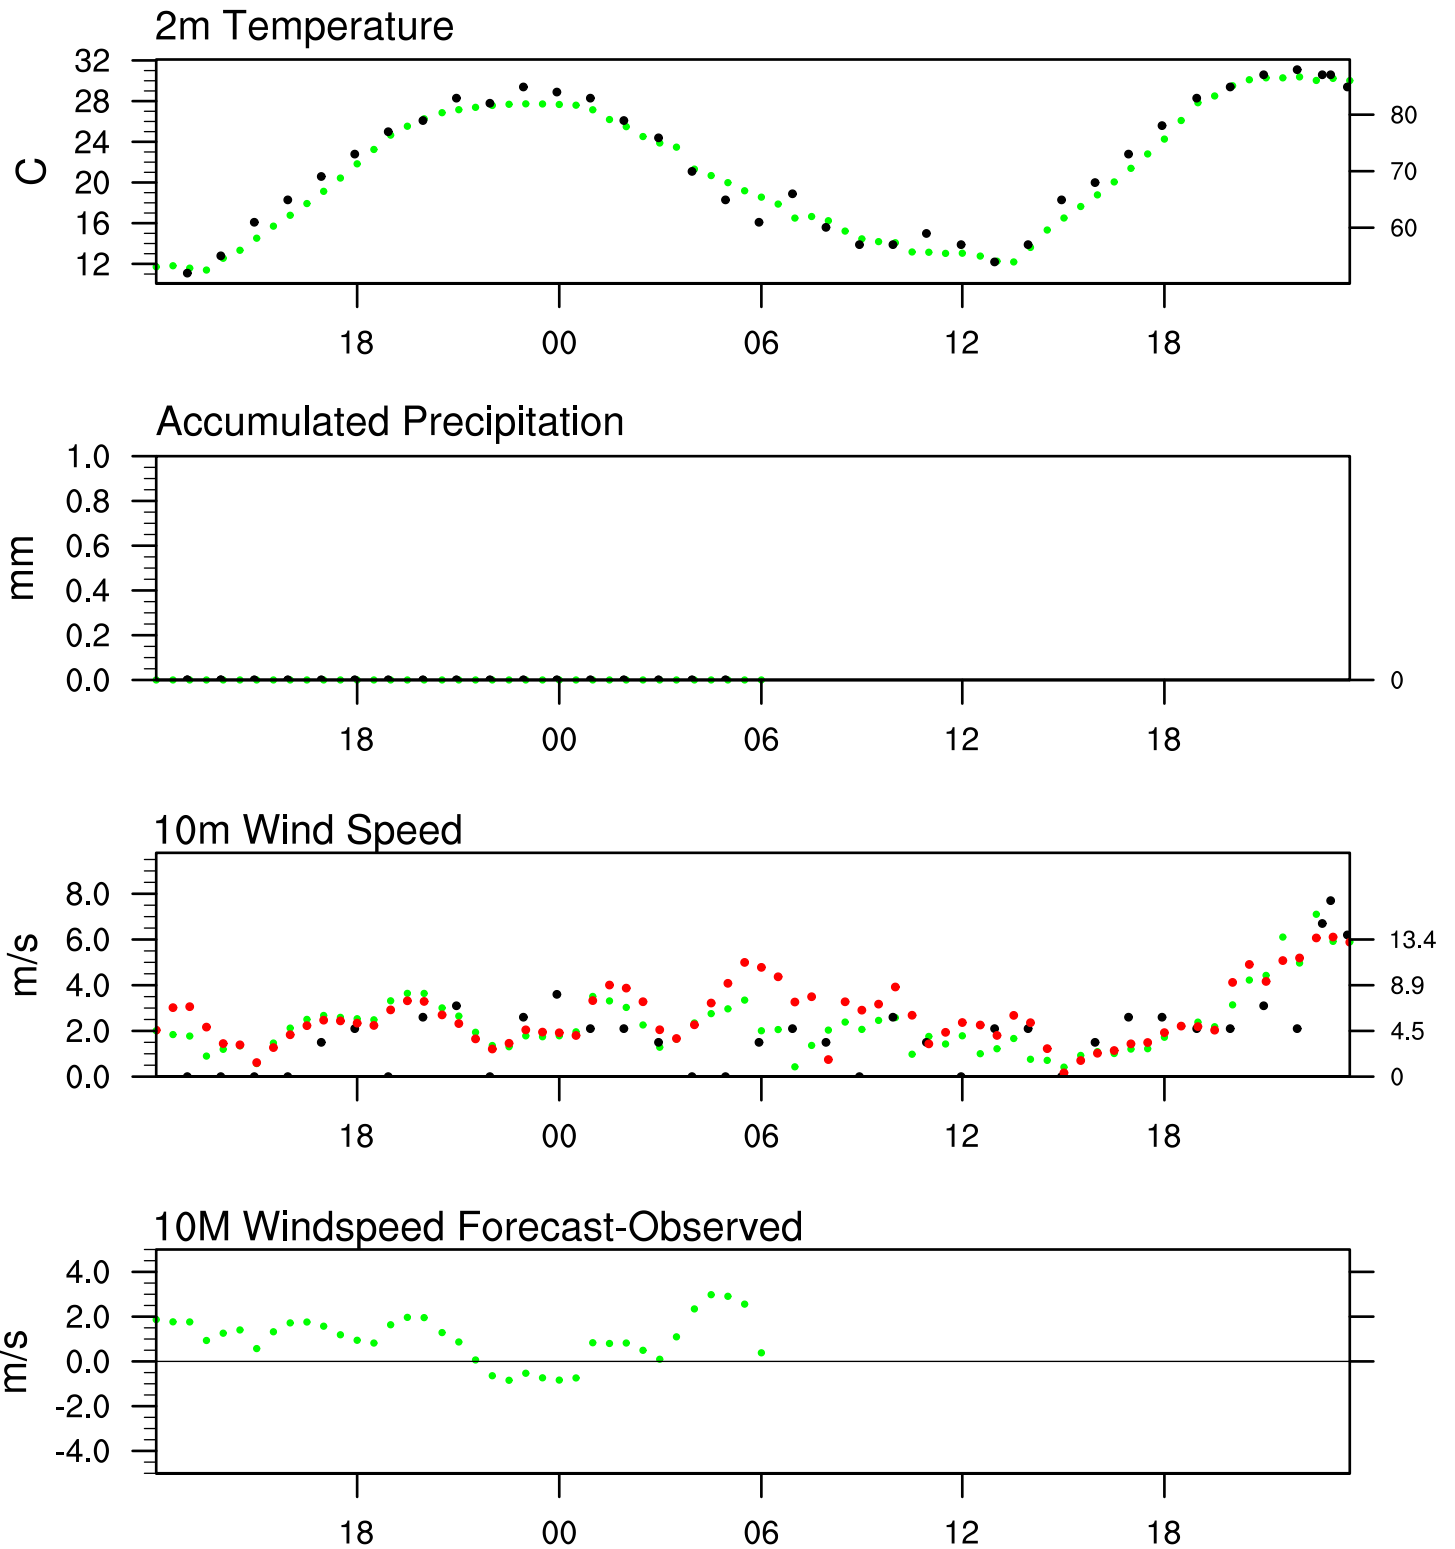 2m Temperature
32
28
24
20
16
12
C
80
70
60
18 00 06 12 18
Accumulated Precipitation
1.0
0.8
0.6
0.4
0.2
0.0
mm
0
18 00 06 12 18
10m Wind Speed
8.0
6.0
4.0
2.0
0.0
m/s
13.4
8.9
4.5
0
18 00 06 12 18
10M Windspeed Forecast-Observed
4.0
2.0
0.0
-2.0
-4.0
m/s
18 00 06 12 18